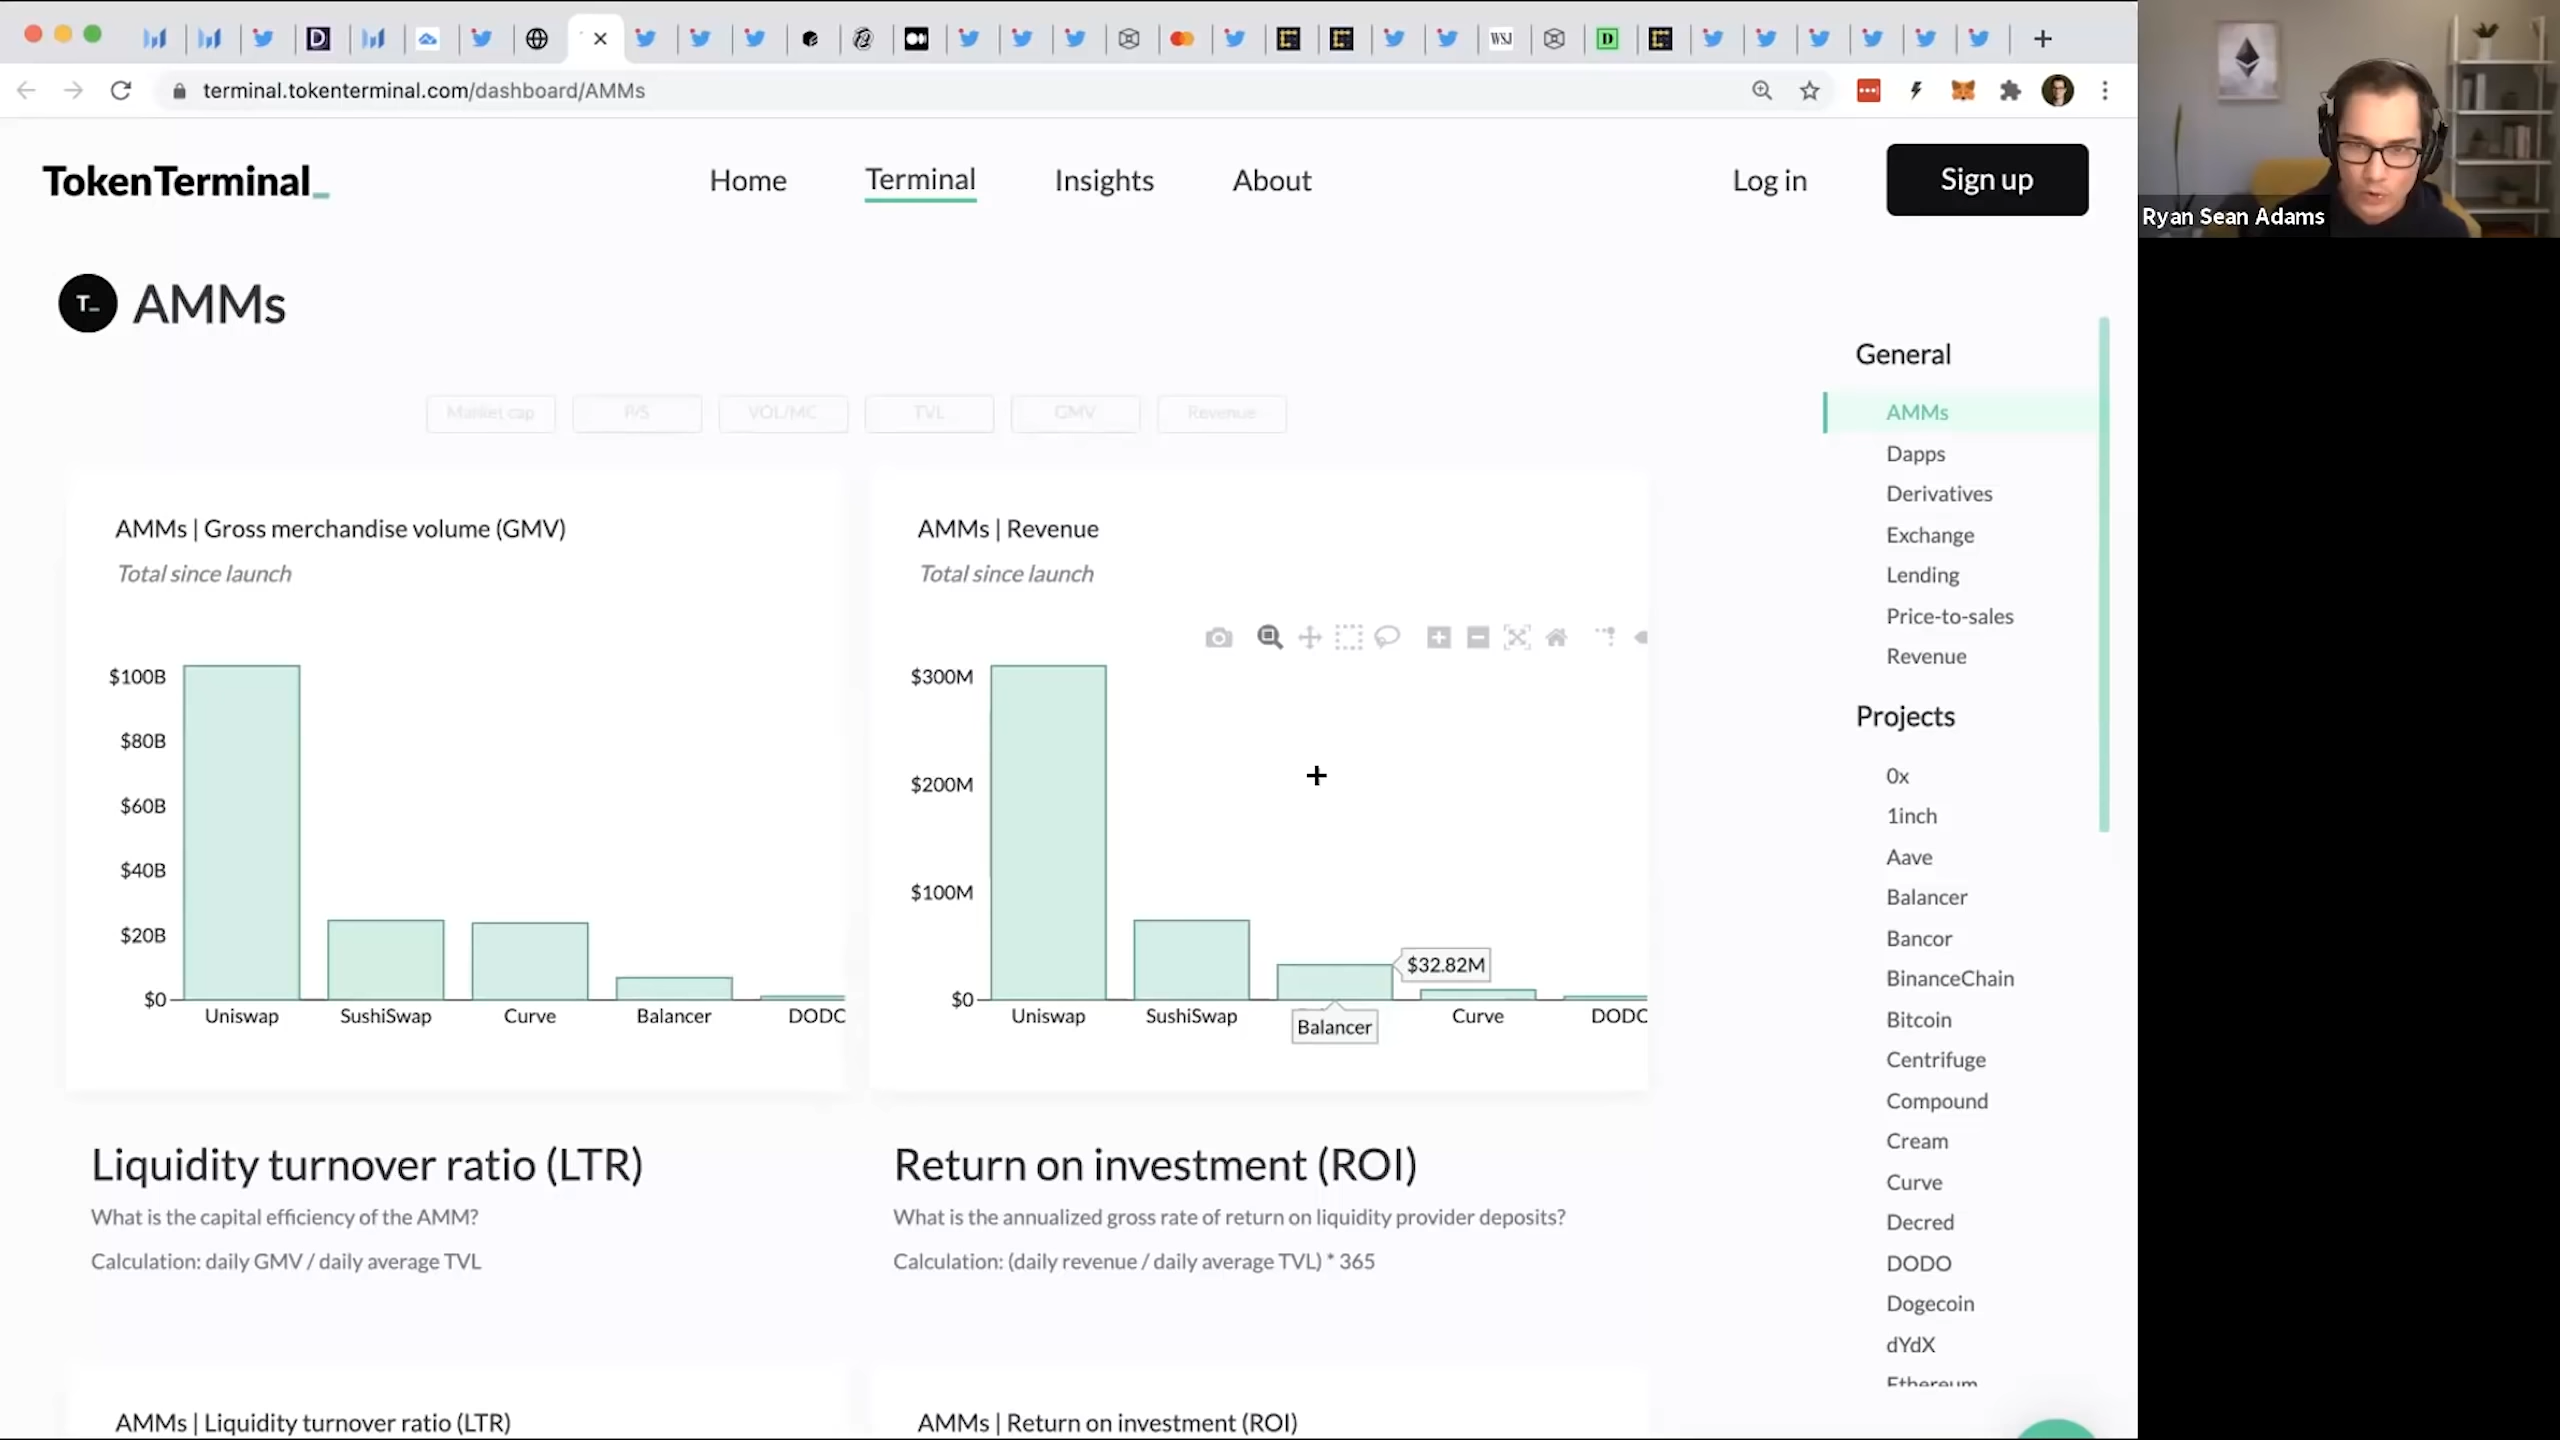 WSJ
D
terminal.tokenterminal.com/dashboard/AMMs
Ryan Sean Adams
TokenTerminal_
Home
Terminal
Insights
About
Log in
Sign up
T_
AMMs
Market cap
P/S
VOL/MC
TVL
GMV
Revenue
AMMs | Gross merchandise volume (GMV)
Total since launch
$100B
$80B
$60B
$40B
$20B
$0
Uniswap
SushiSwap
Curve
Balancer
DODO
AMMs | Revenue
Total since launch
$300M
$200M
$100M
$0
$32.82M
Uniswap
SushiSwap
Balancer
Curve
DODO
Liquidity turnover ratio (LTR)
What is the capital efficiency of the AMM?
Calculation: daily GMV / daily average TVL
Return on investment (ROI)
What is the annualized gross rate of return on liquidity provider deposits?
Calculation: (daily revenue / daily average TVL) * 365
AMMs | Liquidity turnover ratio (LTR)
AMMs | Return on investment (ROI)
General
AMMs
Dapps
Derivatives
Exchange
Lending
Price-to-sales
Revenue
Projects
0x
1inch
Aave
Balancer
Bancor
BinanceChain
Bitcoin
Centrifuge
Compound
Cream
Curve
Decred
DODO
Dogecoin
dYdX
Ethereum